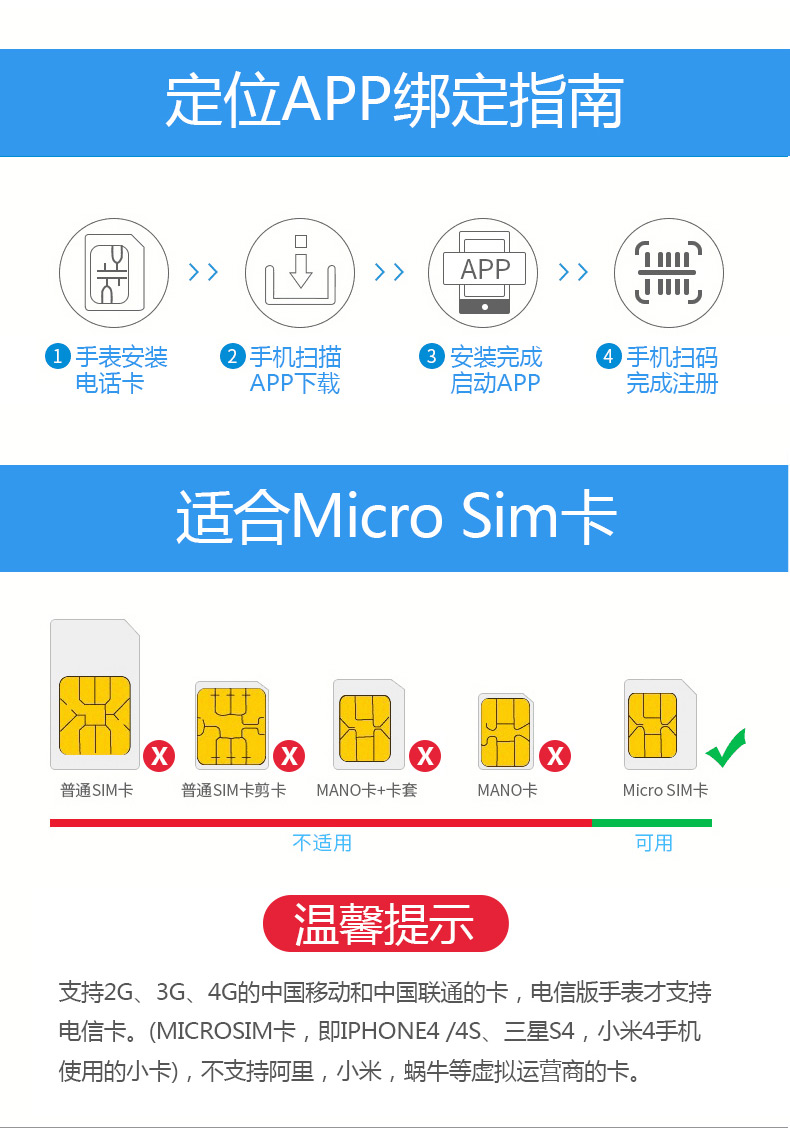 定位APP绑定指南
APP
1 手表安装
电话卡
2 手机扫描
APP下载
3 安装完成
启动APP
4 手机扫码
完成注册
适合Micro Sim卡
X X X X
普通SIM卡 普通SIM卡剪卡 MANO卡+卡套 MANO卡 Micro SIM卡
不适用 可用
温馨提示
支持2G、3G、4G的中国移动和中国联通的卡，电信版手表才支持
电信卡。(MICROSIM卡，即IPHONE4 /4S、三星S4，小米4手机
使用的小卡)，不支持阿里，小米，蜗牛等虚拟运营商的卡。